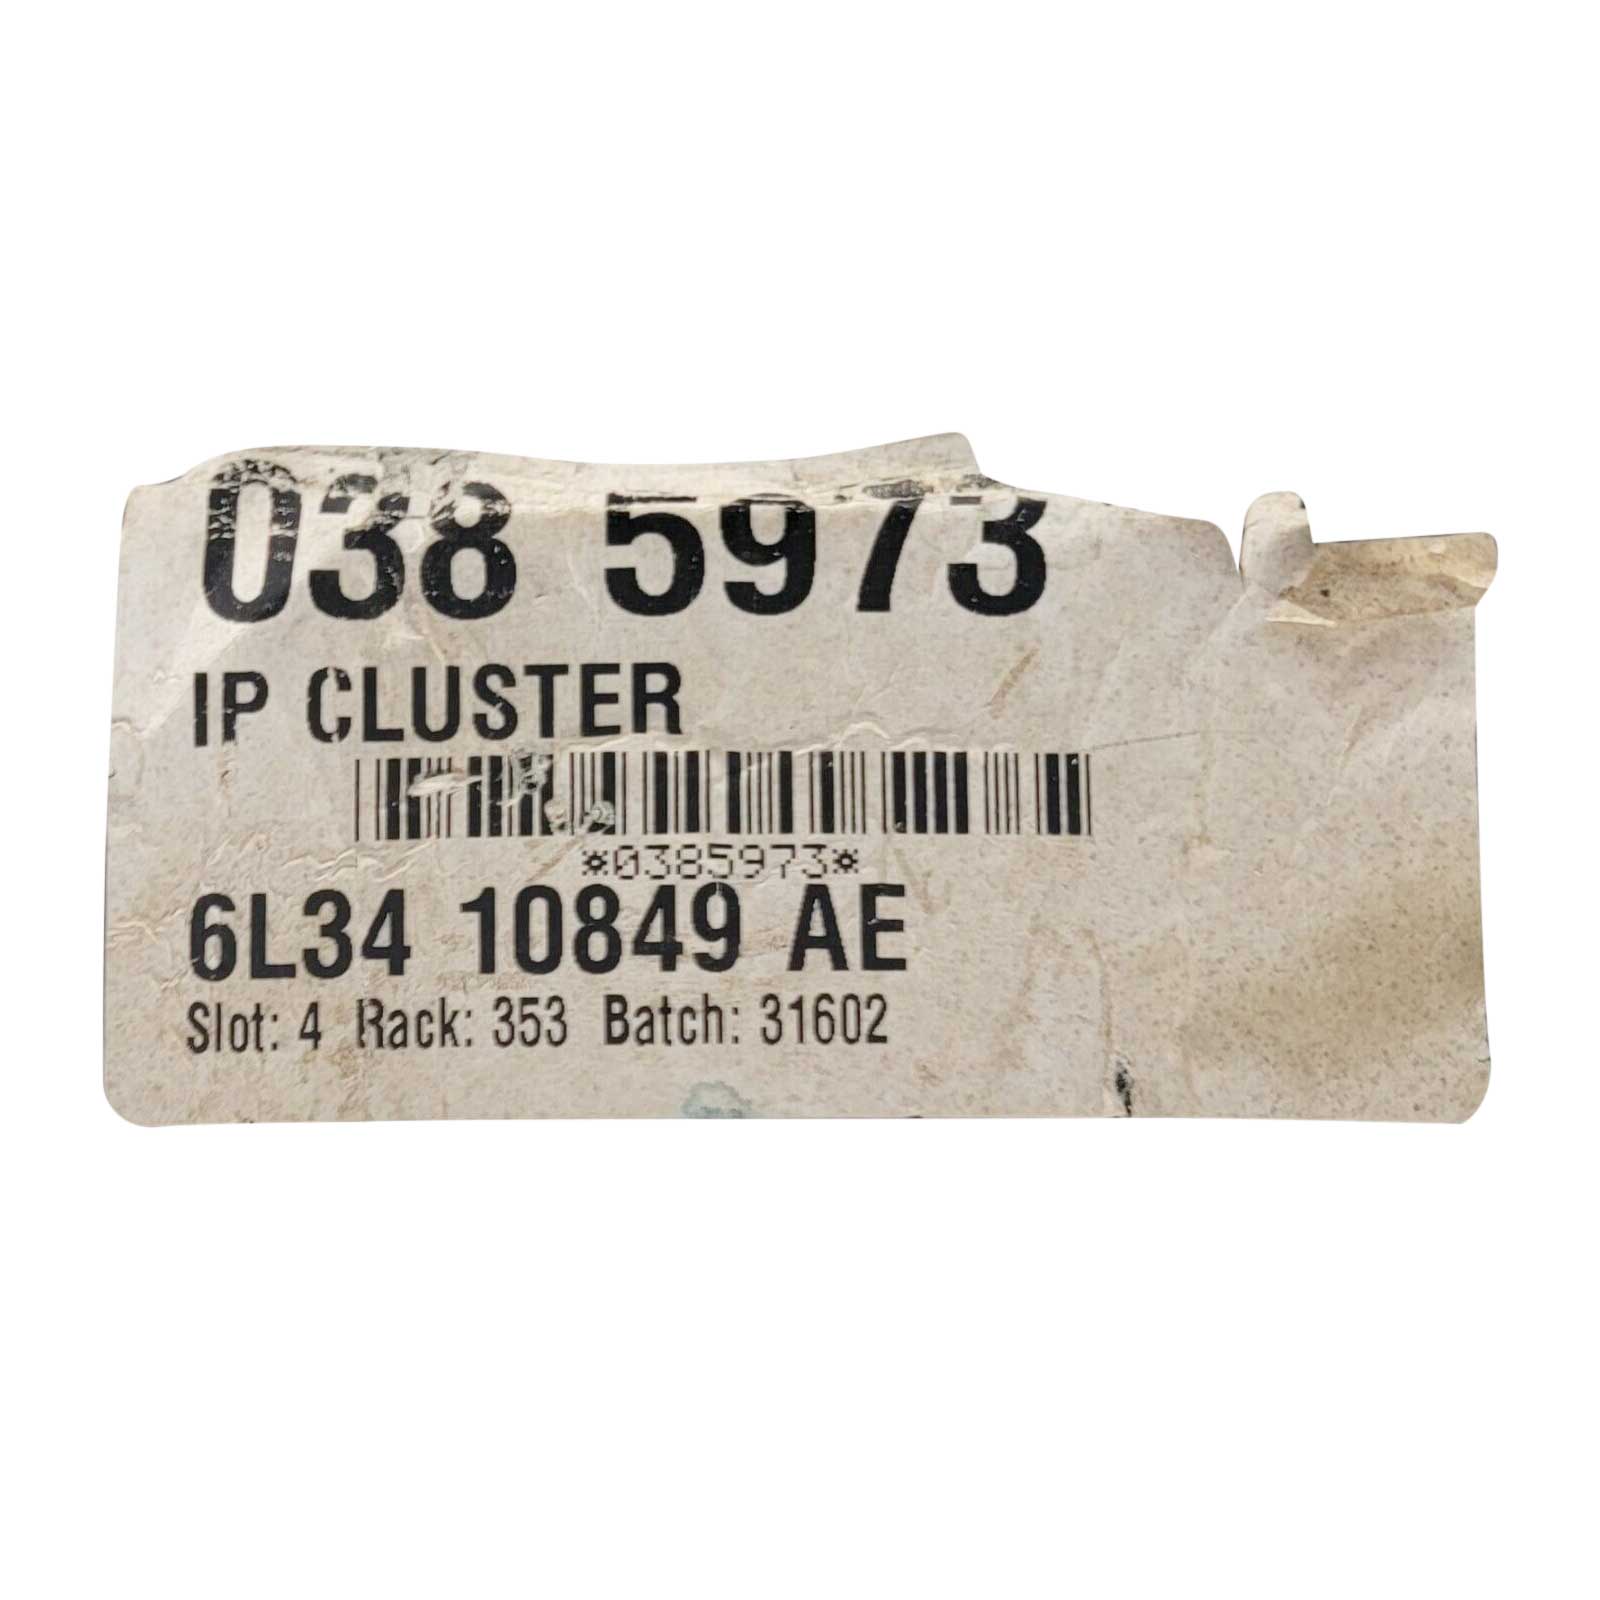 038 5973
IP CLUSTER
*0385973*
6L34 10849 AE
Slot: 4 Rack: 353 Batch: 31602